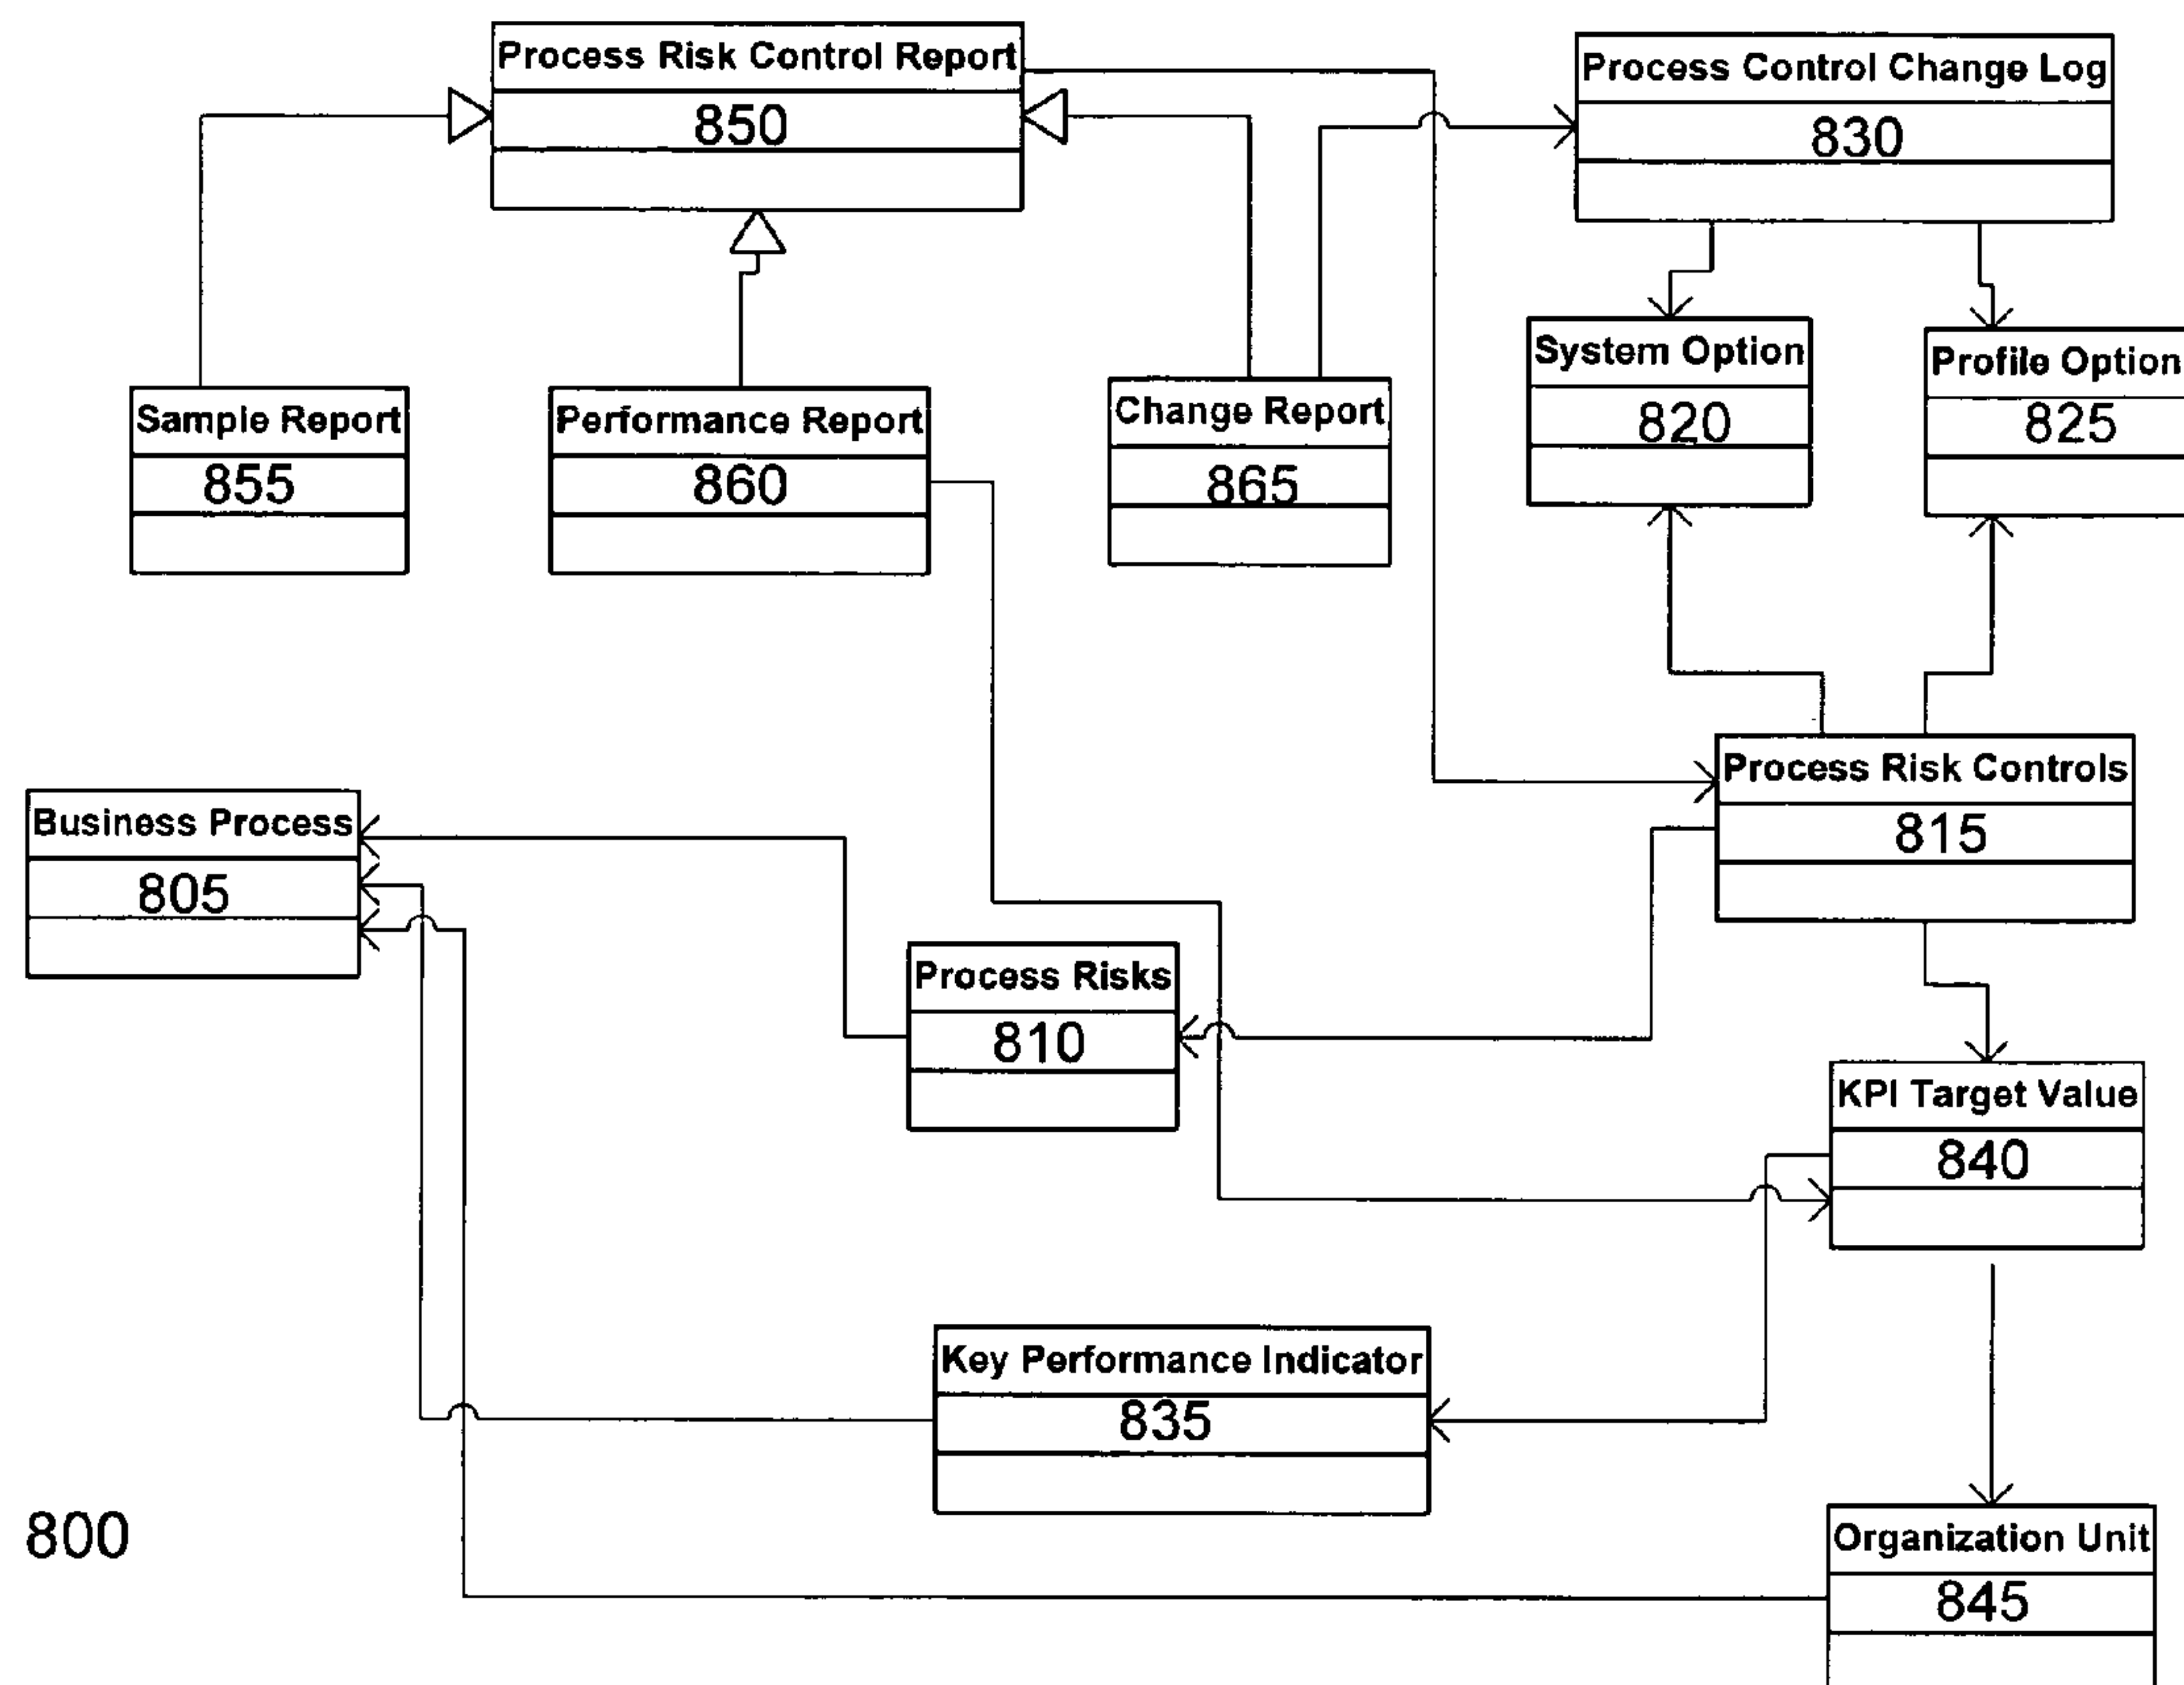 Process Risk Control Report
850
Process Control Change Log
830
System Option
820
Profile Option
825
Sample Report
855
Performance Report
860
Change Report
865
Process Risk Controls
815
Business Process
805
Process Risks
810
KPI Target Value
840
Key Performance Indicator
835
800
Organization Unit
845